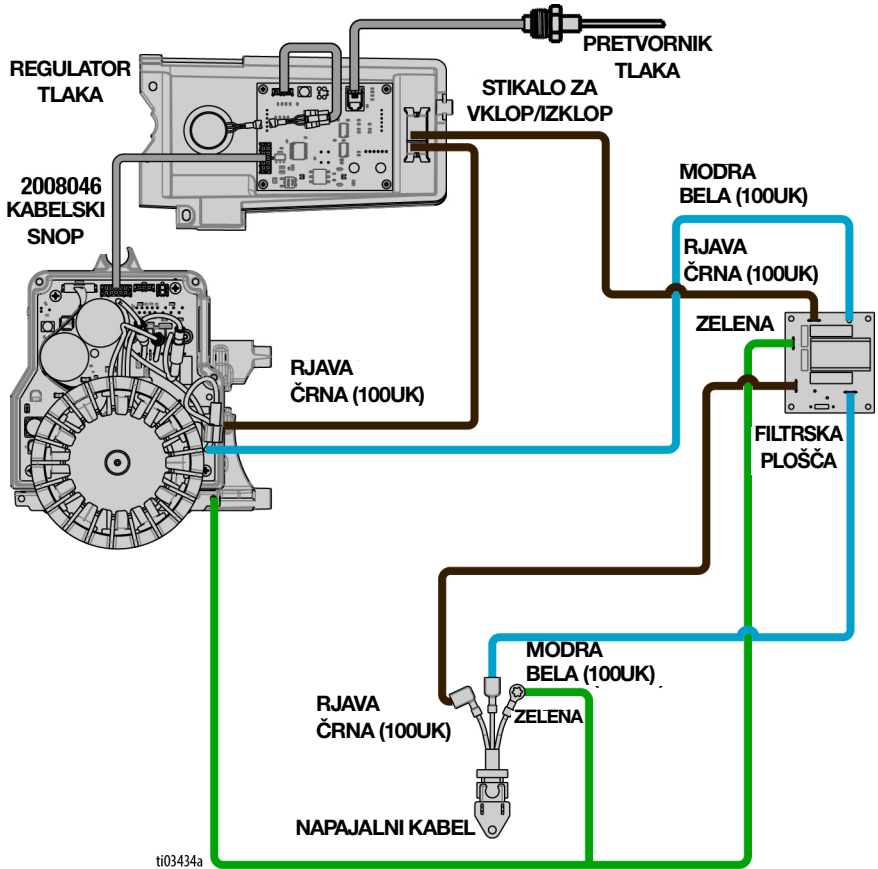 PRETVORNIK
TLAKA
REGULATOR
TLAKA
STIKALO ZA
VKLOP/IZKLOP
2008046
KABELSKI
SNOP
MODRA
BELA (100UK)
RJAVA
ČRNA (100UK)
ZELENA
RJAVA
ČRNA (100UK)
FILTRSKA
PLOŠČA
MODRA
BELA (100UK)
RJAVA
ČRNA (100UK)
ZELENA
NAPAJALNI KABEL
ti03434a